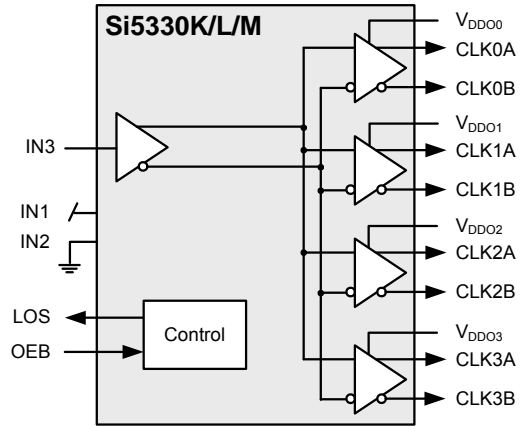 Si5330K/L/M
VDDO0
CLK0A
CLK0B
IN3
VDDO1
CLK1A
CLK1B
IN1
IN2
VDDO2
CLK2A
CLK2B
LOS
OEB
Control
VDDO3
CLK3A
CLK3B